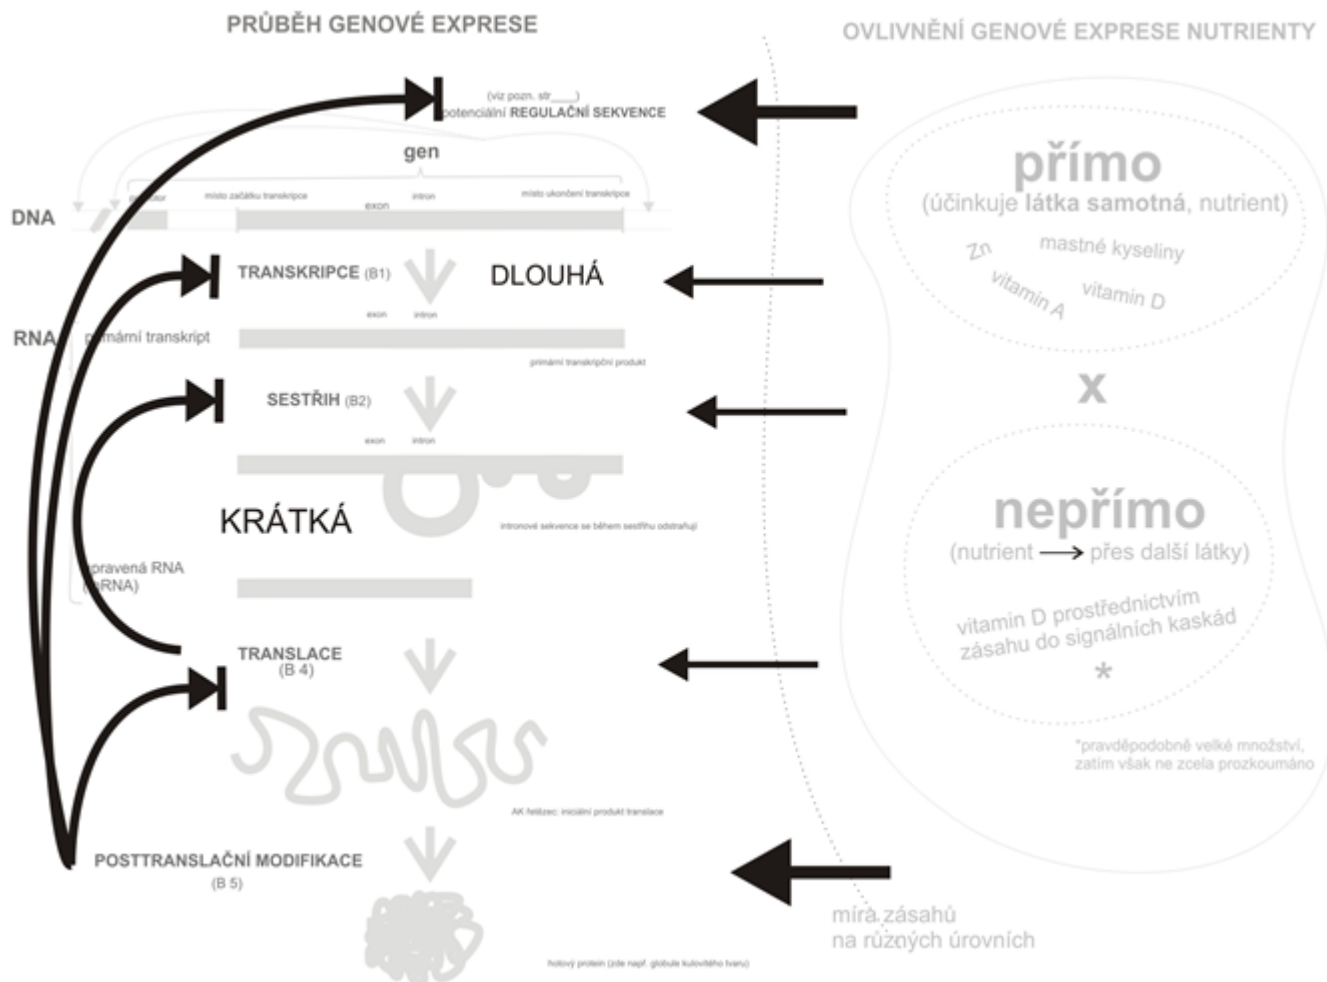 PRŮBĚH GENOVÉ EXPRESE
OVLIVNĚNÍ GENOVÉ EXPRESE NUTRIENTY
(viz pozn. str____)
potenciální REGULAČNÍ SEKVENCE
gen
místo začátku transkripce
intron
místo ukončení transkripce
exon
DNA
TRANSKRIPCE (B1)
DLOUHÁ
exon
intron
RNA
primární transkript
primární transkripční produkt
SESTŘIH (B2)
exon
intron
KRÁTKÁ
intronové sekvence se během sestřihu odstraňují
upravená RNA
(mRNA)
TRANSLACE
(B 4)
AK řetězec: iniciální produkt translace
POSTTRANSLAČNÍ MODIFIKACE
(B 5)
hotový protein (zde např. globule kulovitého tvaru)
přímo
(účinkuje látka samotná, nutrient)
Zn
mastné kyseliny
vitamin A
vitamin D
x
nepřímo
(nutrient → přes další látky)
vitamin D prostřednictvím
zásahu do signálních kaskád
*
*pravděpodobně velké množství,
zatím však ne zcela prozkoumáno
míra zásahů
na různých úrovních